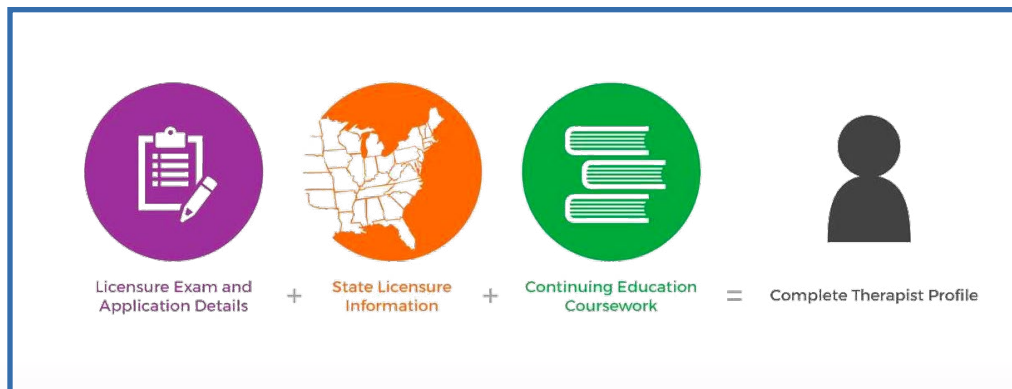 Licensure Exam and
Application Details
+
State Licensure
Information
+
Continuing Education
Coursework
=
Complete Therapist Profile